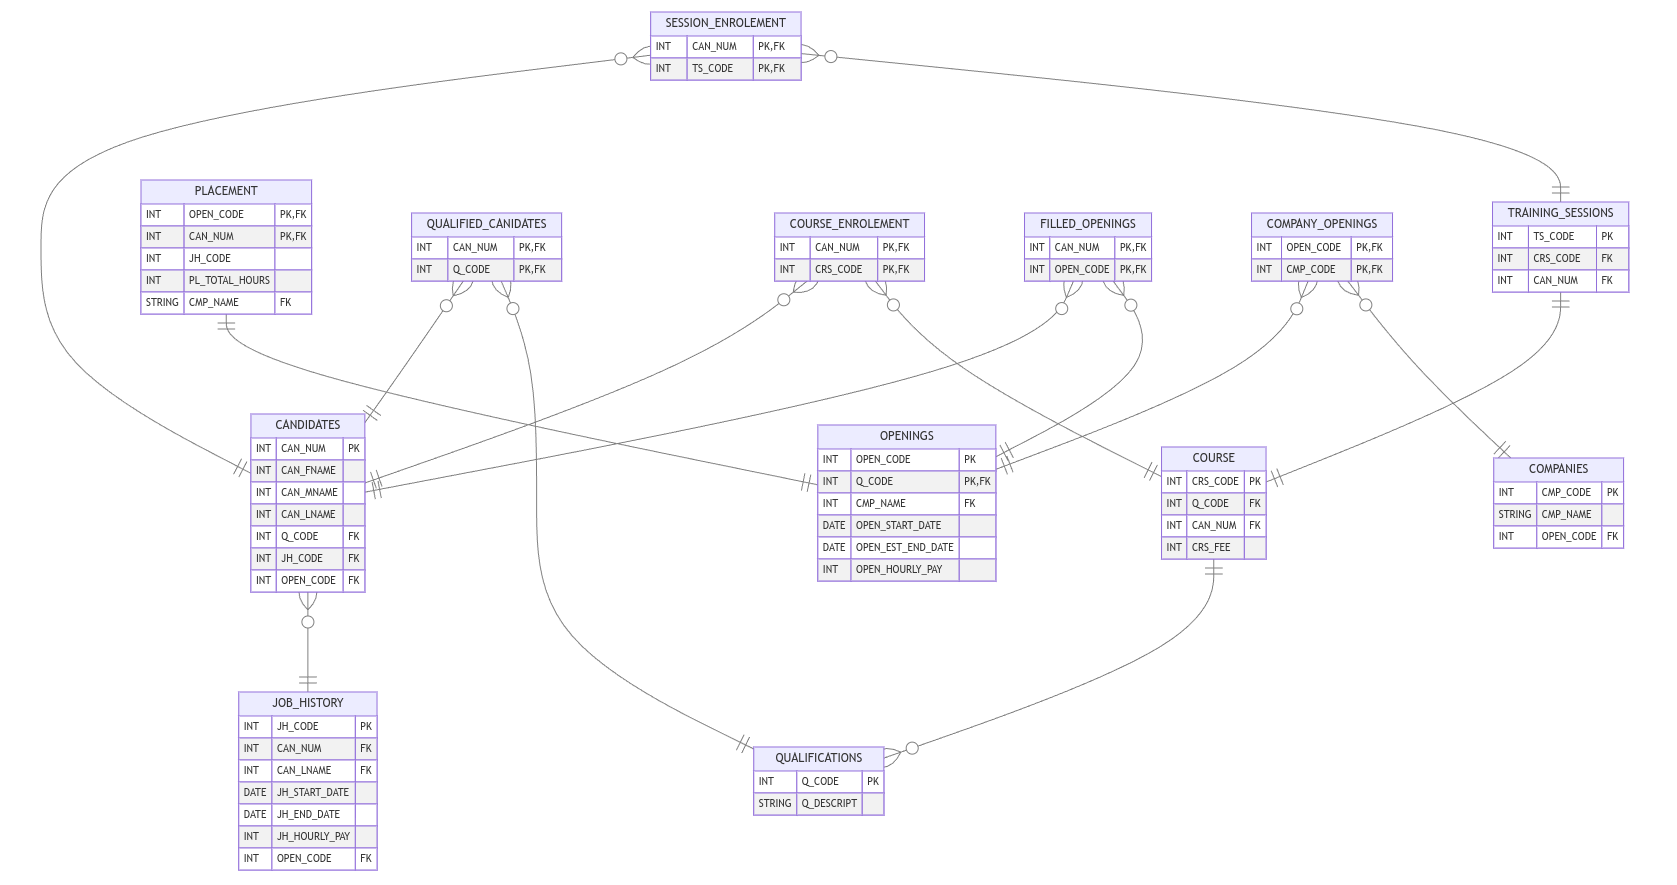 SESSION_ENROLEMENT
INT CAN_NUM PK,FK
INT TS_CODE PK,FK
PLACEMENT
INT OPEN_CODE PK,FK
INT CAN_NUM PK,FK
INT JH_CODE
INT PL_TOTAL_HOURS
STRING CMP_NAME FK
QUALIFIED_CANIDATES
INT CAN_NUM PK,FK
INT Q_CODE PK,FK
COURSE_ENROLEMENT
INT CAN_NUM PK,FK
INT CRS_CODE PK,FK
FILLED_OPENINGS
INT CAN_NUM PK,FK
INT OPEN_CODE PK,FK
COMPANY_OPENINGS
INT OPEN_CODE PK,FK
INT CMP_CODE PK,FK
TRAINING_SESSIONS
INT TS_CODE PK
INT CRS_CODE FK
INT CAN_NUM FK
CANDIDATES
INT CAN_NUM PK
INT CAN_FNAME
INT CAN_MNAME
INT CAN_LNAME
INT Q_CODE FK
INT JH_CODE FK
INT OPEN_CODE FK
OPENINGS
INT OPEN_CODE PK
INT Q_CODE PK,FK
INT CMP_NAME FK
DATE OPEN_START_DATE
DATE OPEN_EST_END_DATE
INT OPEN_HOURLY_PAY
COURSE
INT CRS_CODE PK
INT Q_CODE FK
INT CAN_NUM FK
INT CRS_FEE
COMPANIES
INT CMP_CODE PK
STRING CMP_NAME
INT OPEN_CODE FK
JOB_HISTORY
INT JH_CODE PK
INT CAN_NUM FK
INT CAN_LNAME FK
DATE JH_START_DATE
DATE JH_END_DATE
INT JH_HOURLY_PAY
INT OPEN_CODE FK
QUALIFICATIONS
INT Q_CODE PK
STRING Q_DESCRIPT